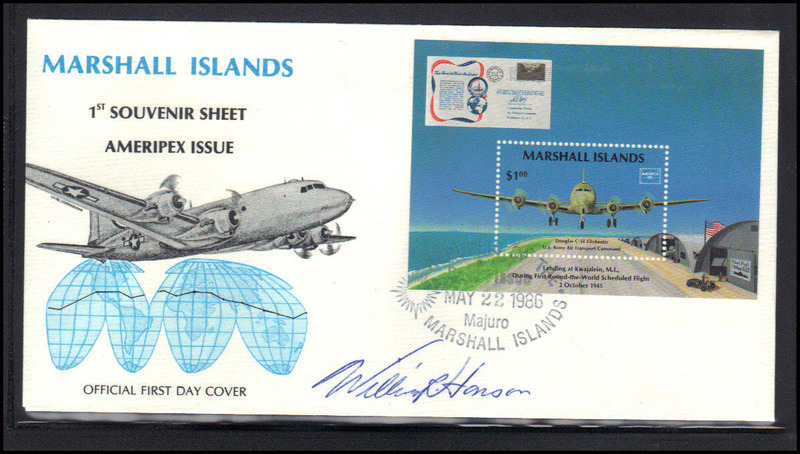 MARSHALL ISLANDS
1ST SOUVENIR SHEET
AMERIPEX ISSUE
OFFICIAL FIRST DAY COVER
MARSHALL ISLANDS
$1.00
Douglas C-54 Globester
U.S. Army Air Transport Command
Landing at Kwajalein, M.I.,
During First Round-the-World Scheduled Flight
2 October 1945
MAY 22 1986
Majuro
MARSHALL ISLANDS